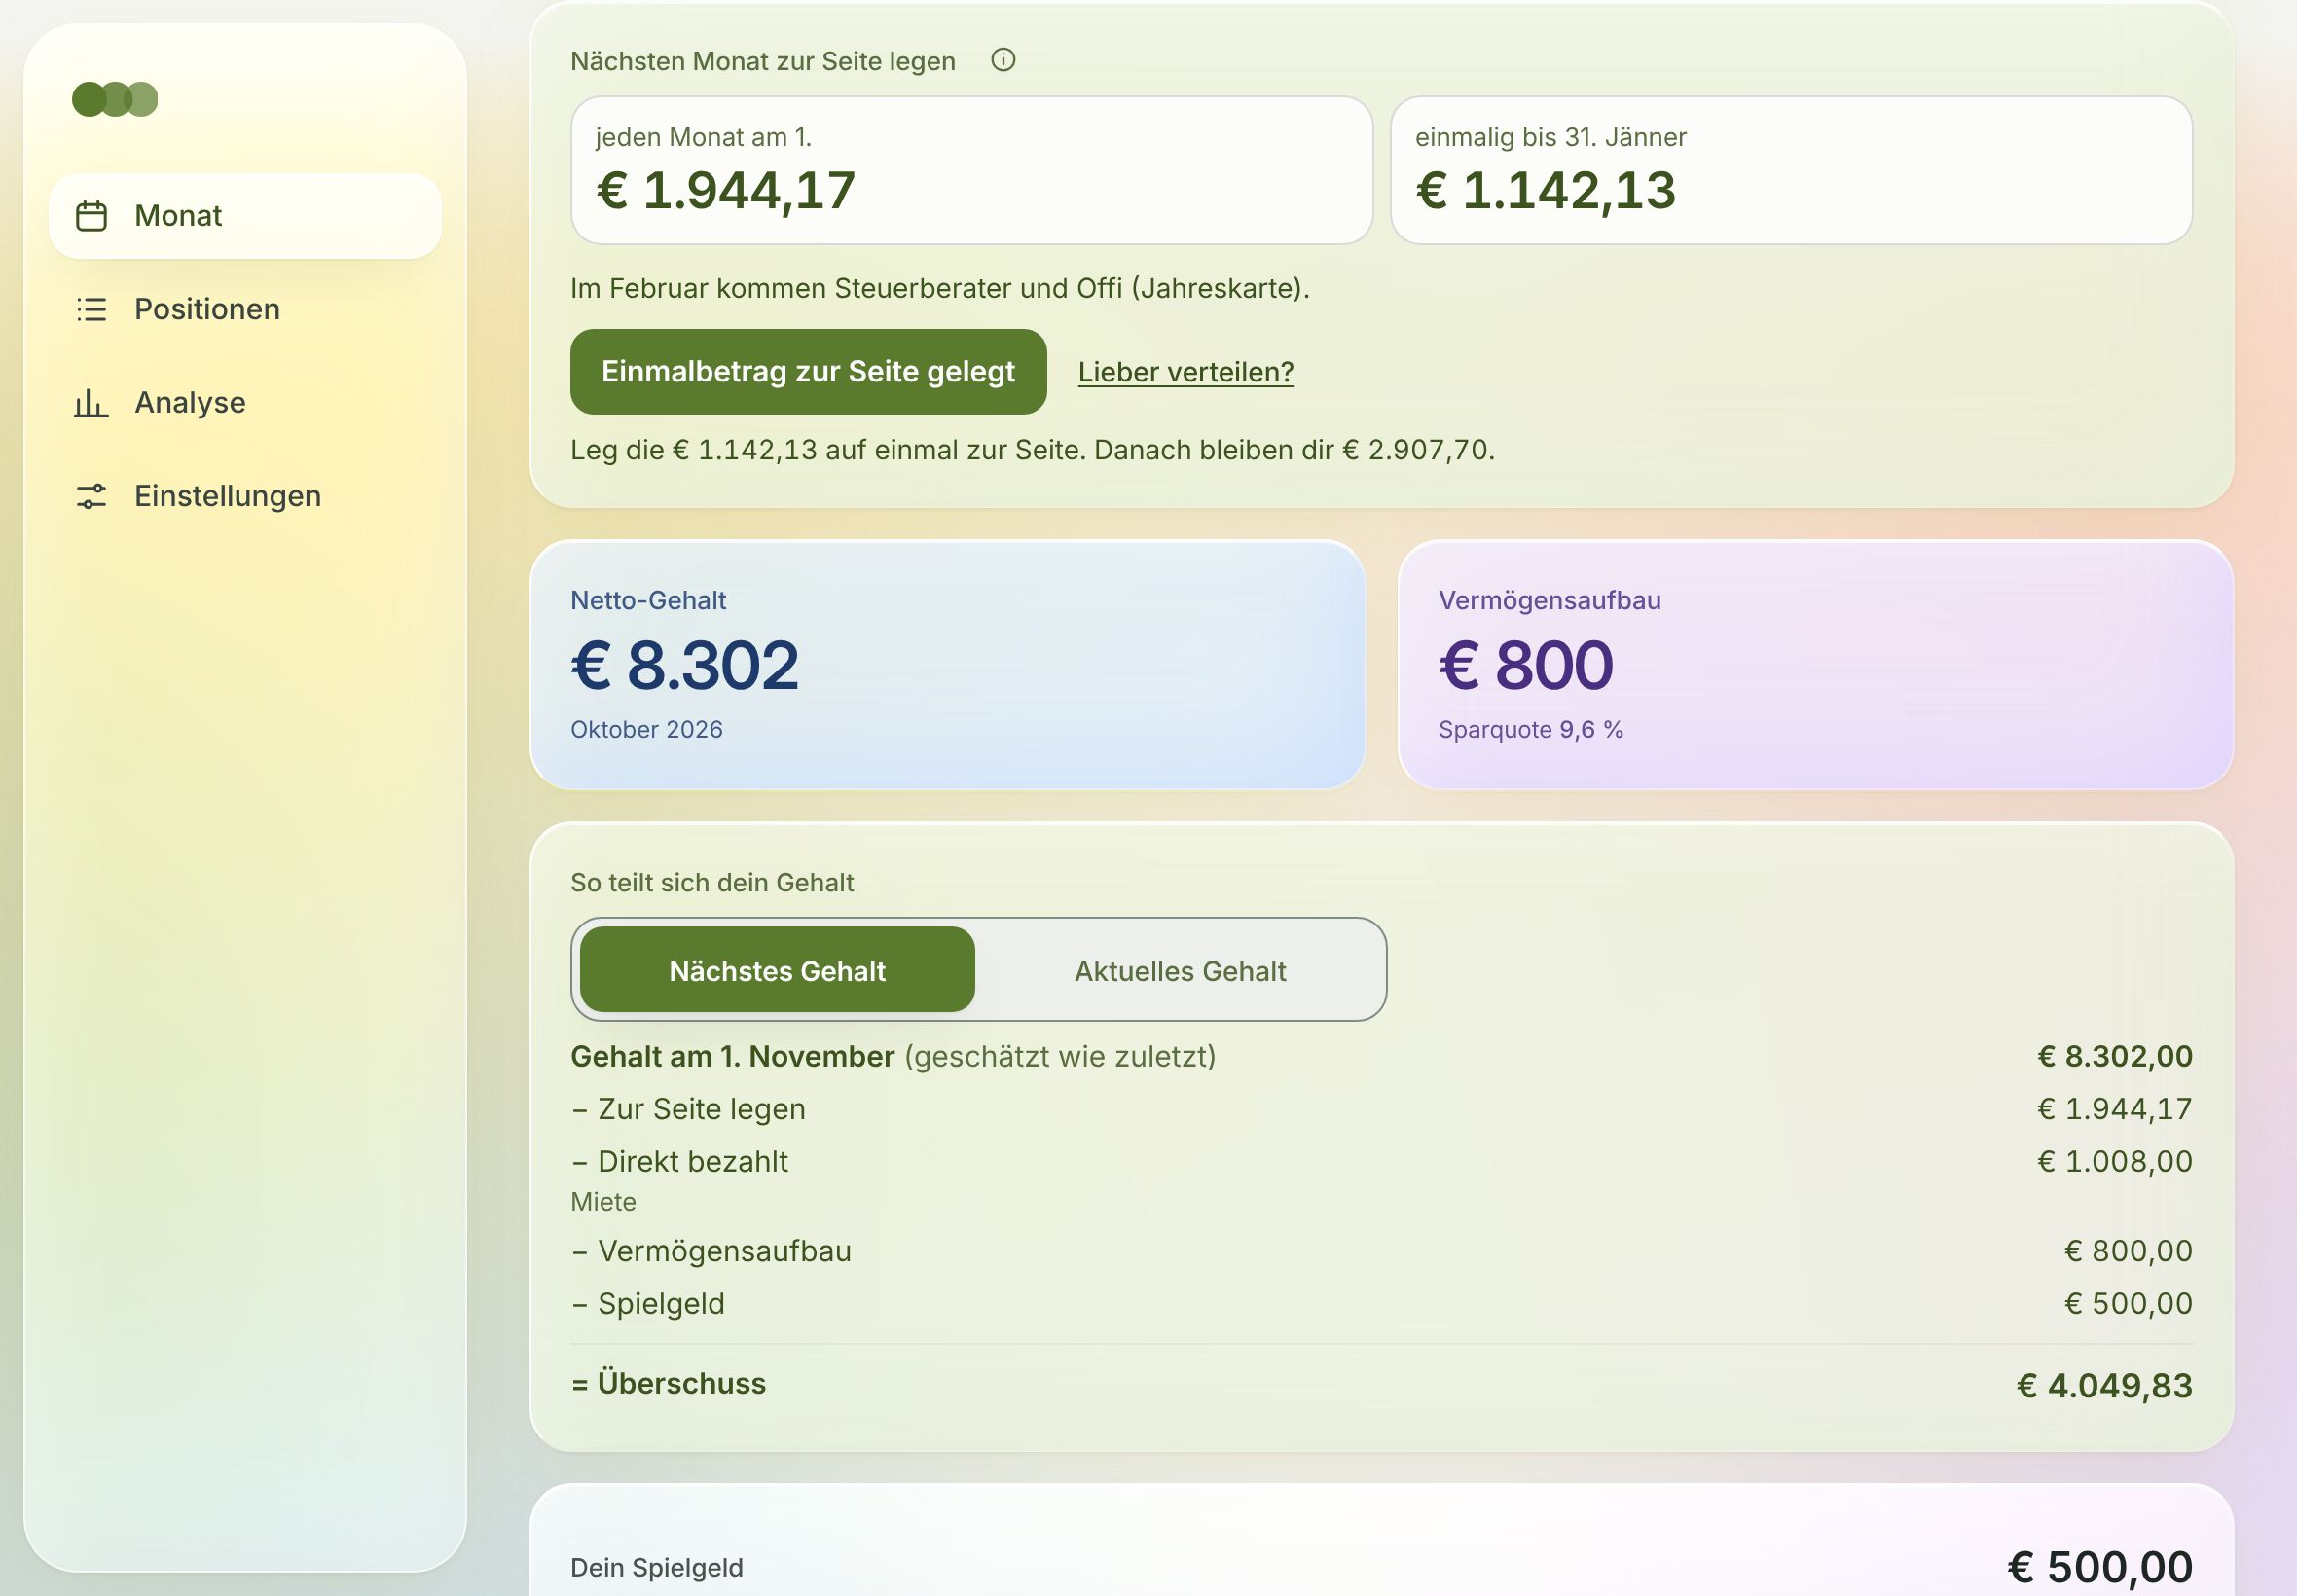 Monat
Positionen
Analyse
Einstellungen
Nächsten Monat zur Seite legen
jeden Monat am 1.
€ 1.944,17
einmalig bis 31. Jänner
€ 1.142,13
Im Februar kommen Steuerberater und Offi (Jahreskarte).
Einmalbetrag zur Seite gelegt
Lieber verteilen?
Leg die € 1.142,13 auf einmal zur Seite. Danach bleiben dir € 2.907,70.
Netto-Gehalt
€ 8.302
Oktober 2026
Vermögensaufbau
€ 800
Sparquote 9,6 %
So teilt sich dein Gehalt
Nächstes Gehalt
Aktuelles Gehalt
Gehalt am 1. November (geschätzt wie zuletzt) € 8.302,00
– Zur Seite legen € 1.944,17
– Direkt bezahlt € 1.008,00
Miete
– Vermögensaufbau € 800,00
– Spielgeld € 500,00
= Überschuss € 4.049,83
Dein Spielgeld € 500,00